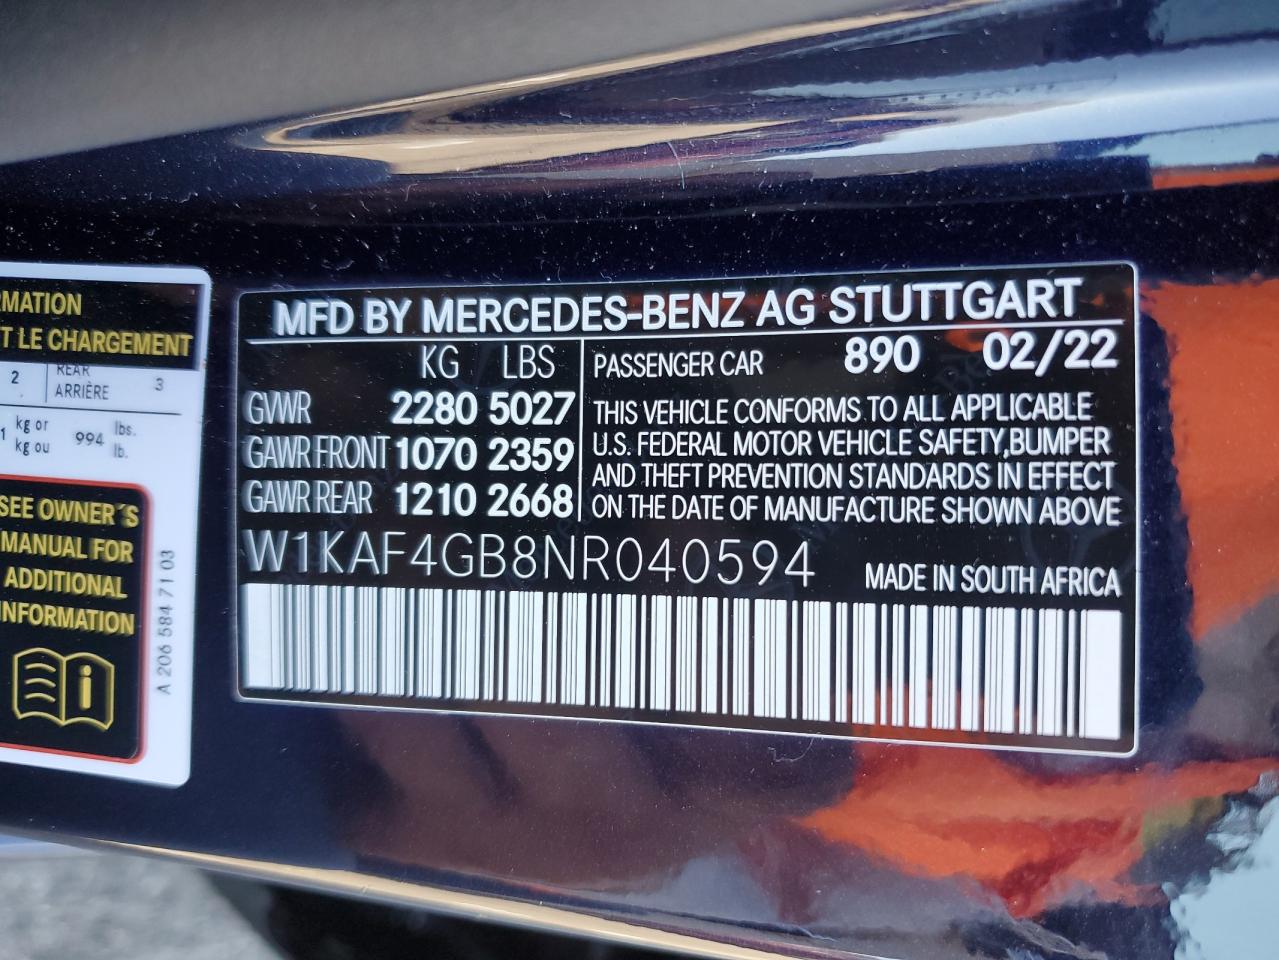 RMATION
T LE CHARGEMENT
2
REAR
ARRIÈRE
3
1
kg or
kg ou
994
lbs.
lb.
SEE OWNER´S
MANUAL FOR
ADDITIONAL
INFORMATION
i
A 206 584 71 03
MFD BY MERCEDES-BENZ AG STUTTGART
KG LBS
GVWR 2280 5027
GAWR FRONT 1070 2359
GAWR REAR 1210 2668
PASSENGER CAR 890 02/22
THIS VEHICLE CONFORMS TO ALL APPLICABLE
U.S. FEDERAL MOTOR VEHICLE SAFETY,BUMPER
AND THEFT PREVENTION STANDARDS IN EFFECT
ON THE DATE OF MANUFACTURE SHOWN ABOVE
W1KAF4GB8NR040594
MADE IN SOUTH AFRICA